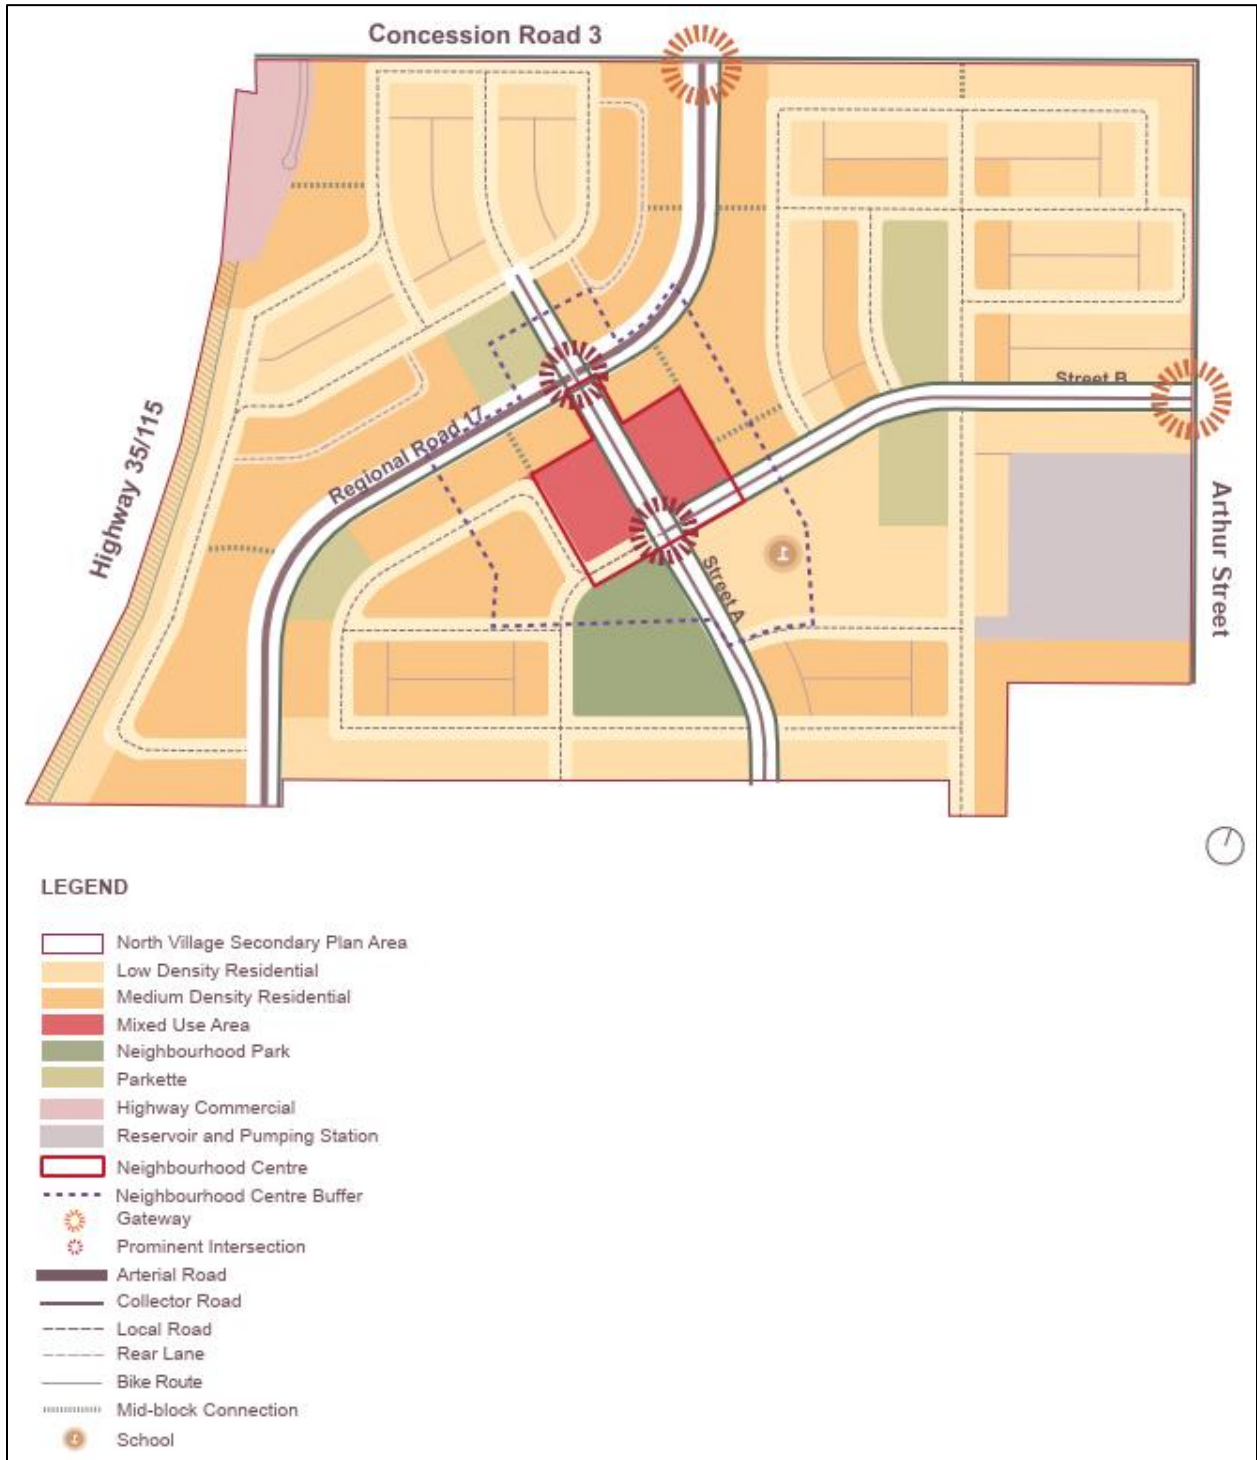 Concession Road 3
Street B
Regional Road 17
Highway 35/115
Arthur Street
Street A
LEGEND
North Village Secondary Plan Area
Low Density Residential
Medium Density Residential
Mixed Use Area
Neighbourhood Park
Parkette
Highway Commercial
Reservoir and Pumping Station
Neighbourhood Centre
Neighbourhood Centre Buffer
Gateway
Prominent Intersection
Arterial Road
Collector Road
Local Road
Rear Lane
Bike Route
Mid-block Connection
School